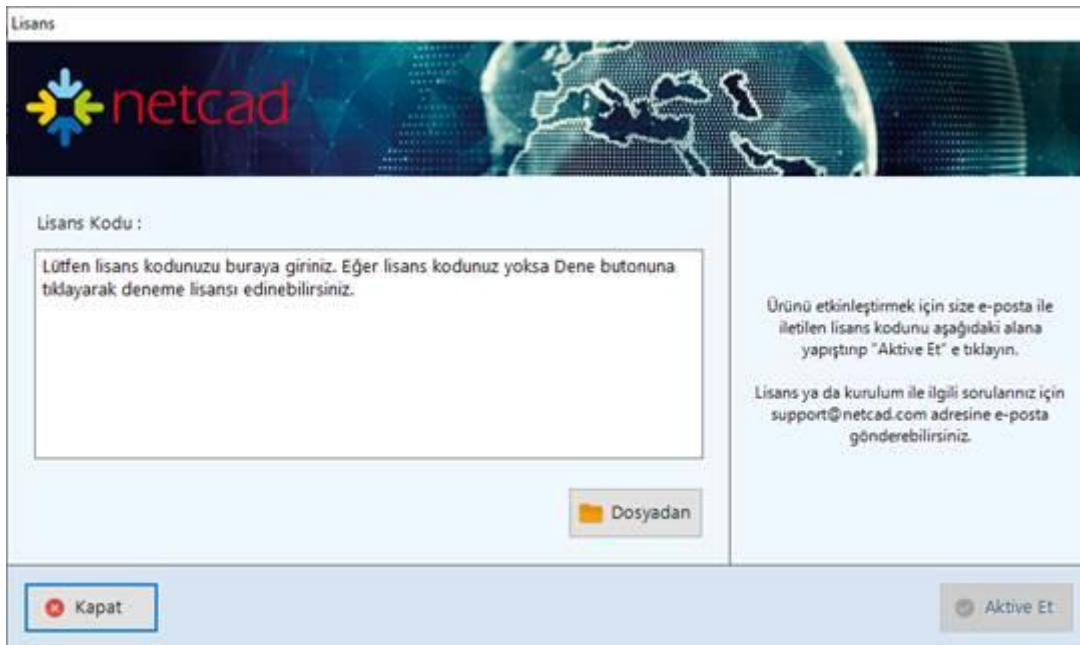 Lisans
netcad
Lisans Kodu :
Lütfen lisans kodunuzu buraya giriniz. Eğer lisans kodunuz yoksa Dene butonuna
tıklayarak deneme lisansı edinebilirsiniz.
Ürünü etkinleştirmek için size e-posta ile
iletilen lisans kodunu aşağıdaki alana
yapıştırıp "Aktive Et" e tıklayın.
Lisans ya da kurulum ile ilgili sorularınız için
support@netcad.com adresine e-posta
gönderebilirsiniz.
Dosyadan
Kapat
Aktive Et